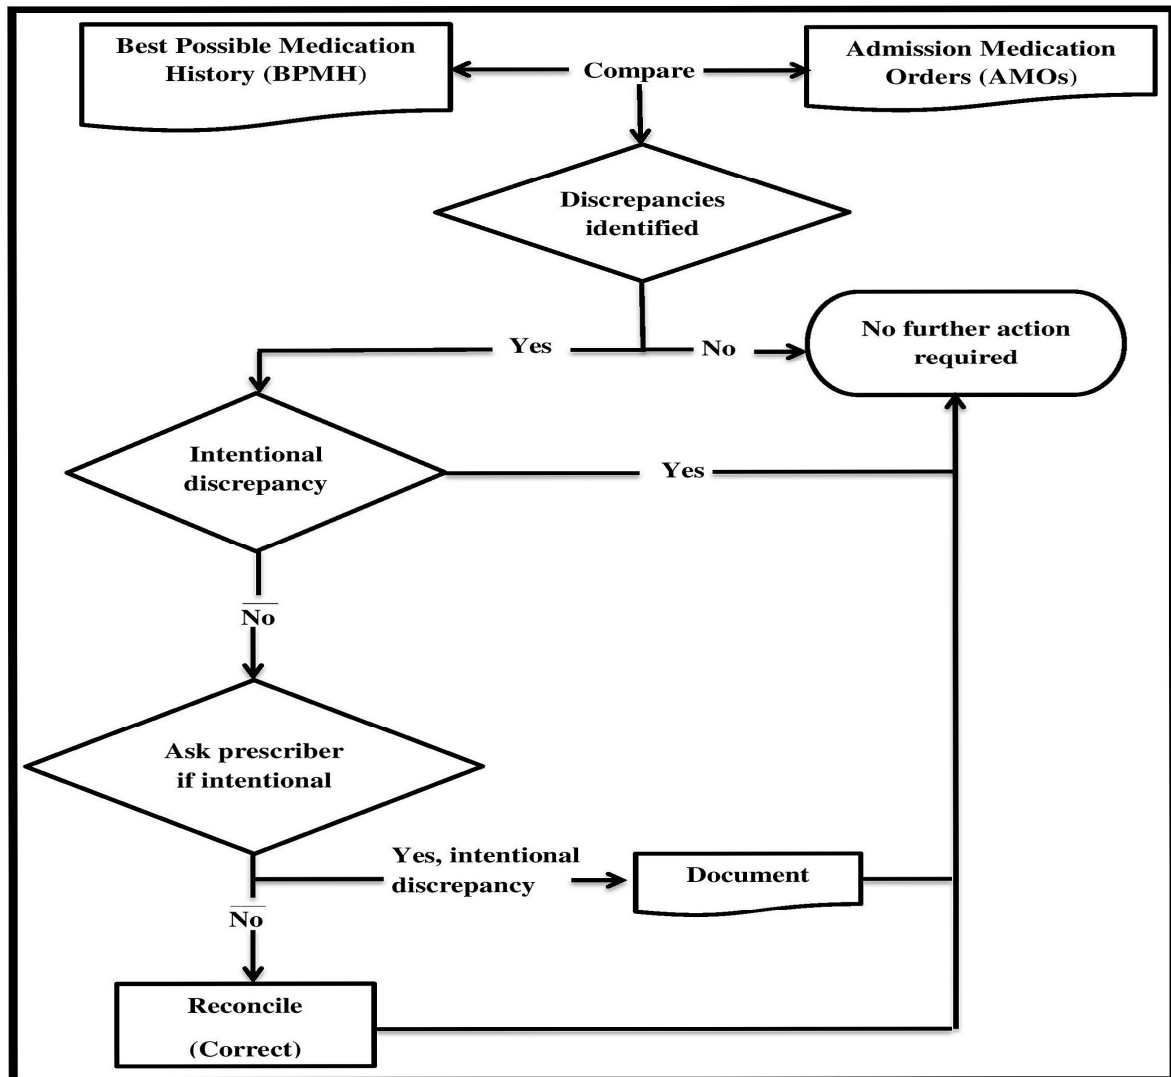 Best Possible Medication
History (BPMH)
Compare
Admission Medication
Orders (AMOs)
Discrepancies
identified
Yes
No
No further action
required
Intentional
discrepancy
Yes
No
Ask prescriber
if intentional
Yes, intentional
discrepancy
Document
No
Reconcile
(Correct)